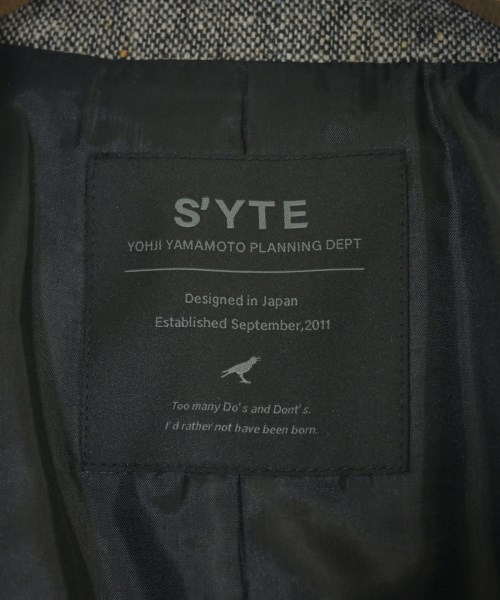 S'YTE
YOHJI YAMAMOTO PLANNING DEPT
Designed in Japan
Established September,2011
Too many Do's and Dont's.
I'd rather not have been born.